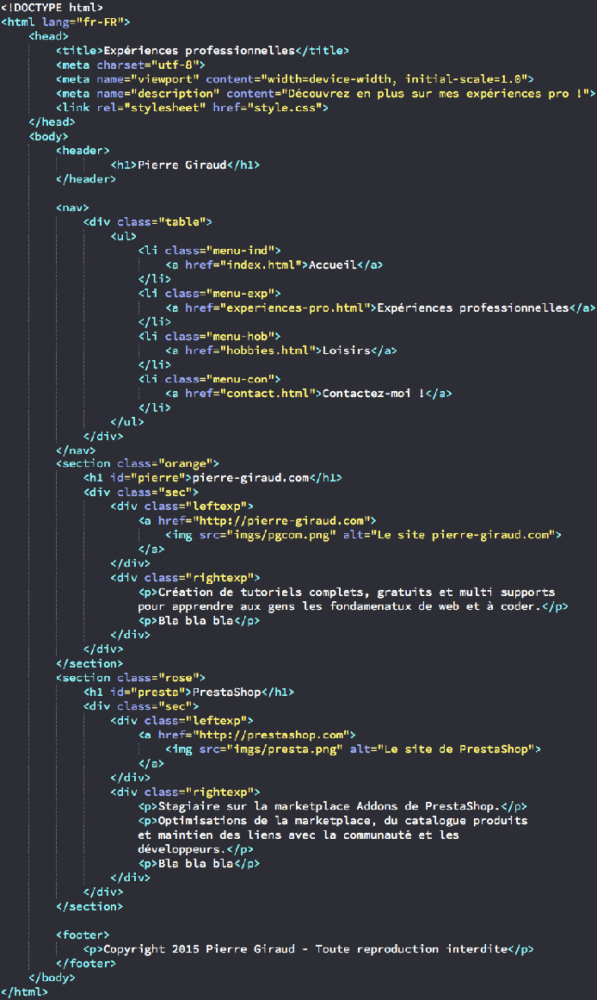 <!DOCTYPE html>
<html lang="fr-FR">
<head>
<title>Expériences professionnelles</title>
<meta charset="utf-8">
<meta name="viewport" content="width=device-width, initial-scale=1.0">
<meta name="description" content="Découvrez en plus sur mes expériences pro !">
<link rel="stylesheet" href="style.css">
</head>
<body>
<header>
<h1>Pierre Giraud</h1>
</header>
<nav>
<div class="table">
<ul>
<li class="menu-ind">
<a href="index.html">Accueil</a>
</li>
<li class="menu-exp">
<a href="experiences-pro.html">Expériences professionnelles</a>
</li>
<li class="menu-hob">
<a href="hobbies.html">Loisirs</a>
</li>
<li class="menu-con">
<a href="contact.html">Contactez-moi !</a>
</li>
</ul>
</div>
</nav>
<section class="orange">
<h1 id="pierre">pierre-giraud.com</h1>
<div class="sec">
<div class="leftexp">
<a href="http://pierre-giraud.com">
<img src="imgs/pgcom.png" alt="Le site pierre-giraud.com">
</a>
</div>
<div class="rightexp">
<p>Création de tutoriels complets, gratuits et multi supports
pour apprendre aux gens les fondamenatux de web et à coder.</p>
<p>Bla bla bla</p>
</div>
</div>
</section>
<section class="rose">
<h1 id="presta">PrestaShop</h1>
<div class="sec">
<div class="leftexp">
<a href="http://prestashop.com">
<img src="imgs/presta.png" alt="Le site de PrestaShop">
</a>
</div>
<div class="rightexp">
<p>Stagiaire sur la marketplace Addons de PrestaShop.</p>
<p>Optimisations de la marketplace, du catalogue produits
et maintien des liens avec la communauté et les
développeurs.</p>
<p>Bla bla bla</p>
</div>
</div>
</section>
<footer>
<p>Copyright 2015 Pierre Giraud - Toute reproduction interdite</p>
</footer>
</body>
</html>